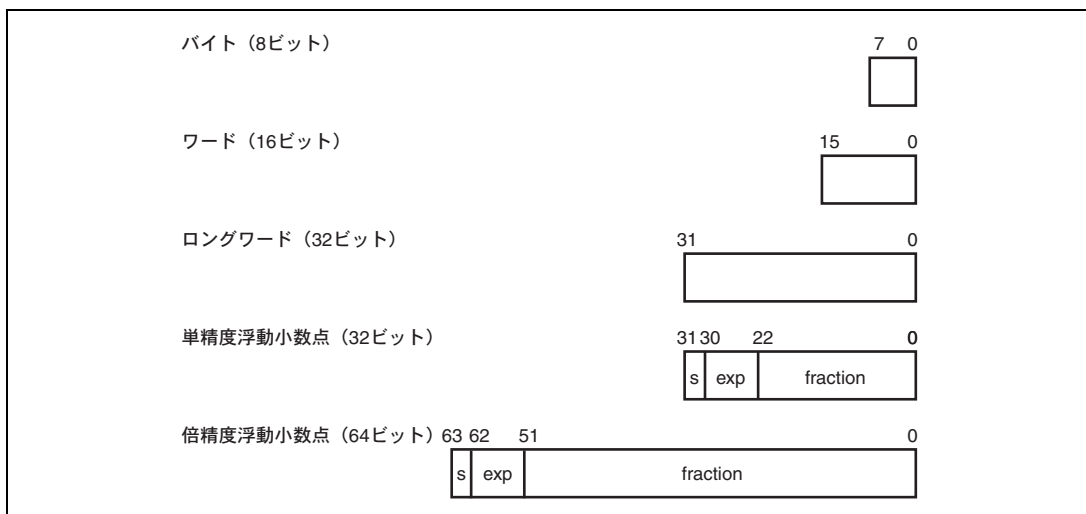 バイト（8ビット）
7 0
ワード（16ビット）
15 0
ロングワード（32ビット）
31 0
単精度浮動小数点（32ビット）
31 30 22 0
s exp fraction
倍精度浮動小数点（64ビット） 63 62 51 0
s exp fraction